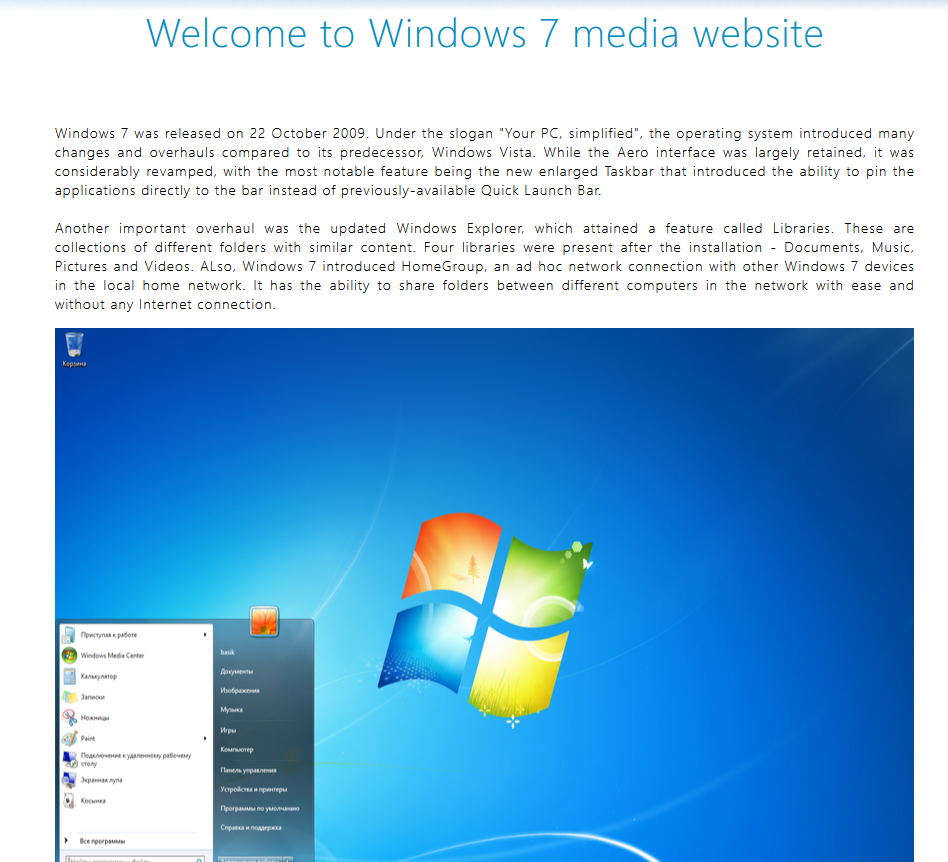 Welcome to Windows 7 media website
Windows 7 was released on 22 October 2009. Under the slogan "Your PC, simplified", the operating system introduced many
changes and overhauls compared to its predecessor, Windows Vista. While the Aero interface was largely retained, it was
considerably revamped, with the most notable feature being the new enlarged Taskbar that introduced the ability to pin the
applications directly to the bar instead of previously-available Quick Launch Bar.
Another important overhaul was the updated Windows Explorer, which attained a feature called Libraries. These are
collections of different folders with similar content. Four libraries were present after the installation - Documents, Music,
Pictures and Videos. ALso, Windows 7 introduced HomeGroup, an ad hoc network connection with other Windows 7 devices
in the local home network. It has the ability to share folders between different computers in the network with ease and
without any Internet connection.
Корзина
Приступая к работе
Windows Media Center
Калькулятор
Записки
Ножницы
Paint
Подключение к удаленному рабочему
столу
Экранная лупа
Косынка
Все программы
basik
Документы
Изображения
Музыка
Игры
Компьютер
Панель управления
Устройства и принтеры
Программы по умолчанию
Справка и поддержка